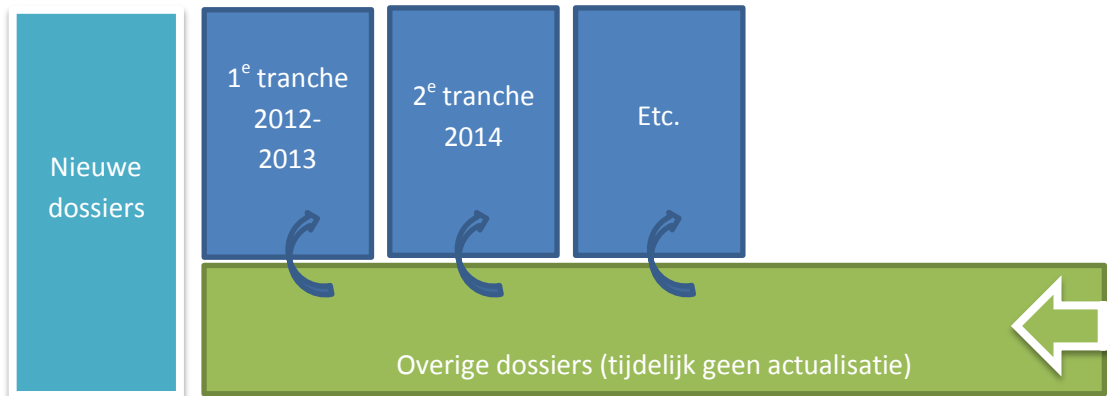 Nieuwe
dossiers
1e tranche
2012-
2013
2e tranche
2014
Etc.
Overige dossiers (tijdelijk geen actualisatie)